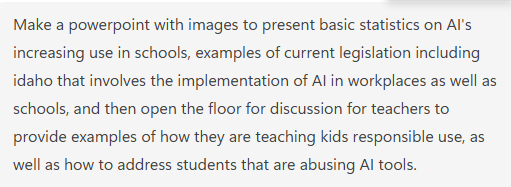 Make a powerpoint with images to present basic statistics on AI's
increasing use in schools, examples of current legislation including
idaho that involves the implementation of AI in workplaces as well as
schools, and then open the floor for discussion for teachers to
provide examples of how they are teaching kids responsible use, as
well as how to address students that are abusing AI tools.